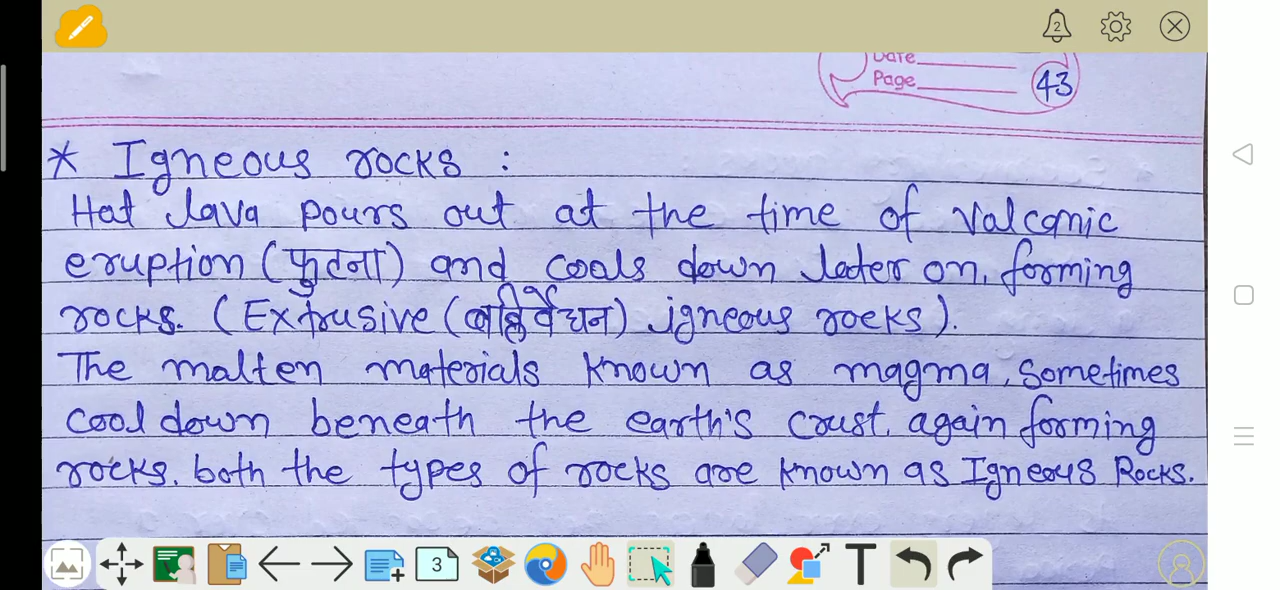 2
Date
Page 43
* Igneous rocks :
Hat lava pours out at the time of Valcanic
eruption (फुटना) and cools down later on, forming
rocks. (Extrusive (बहिर्वेधन) igneous rocks).
The malten materials known as magma, Sometimes
cool down beneath the earth's crust, again forming
rocks. both the types of rocks are known as Igneous Rocks.
3
T